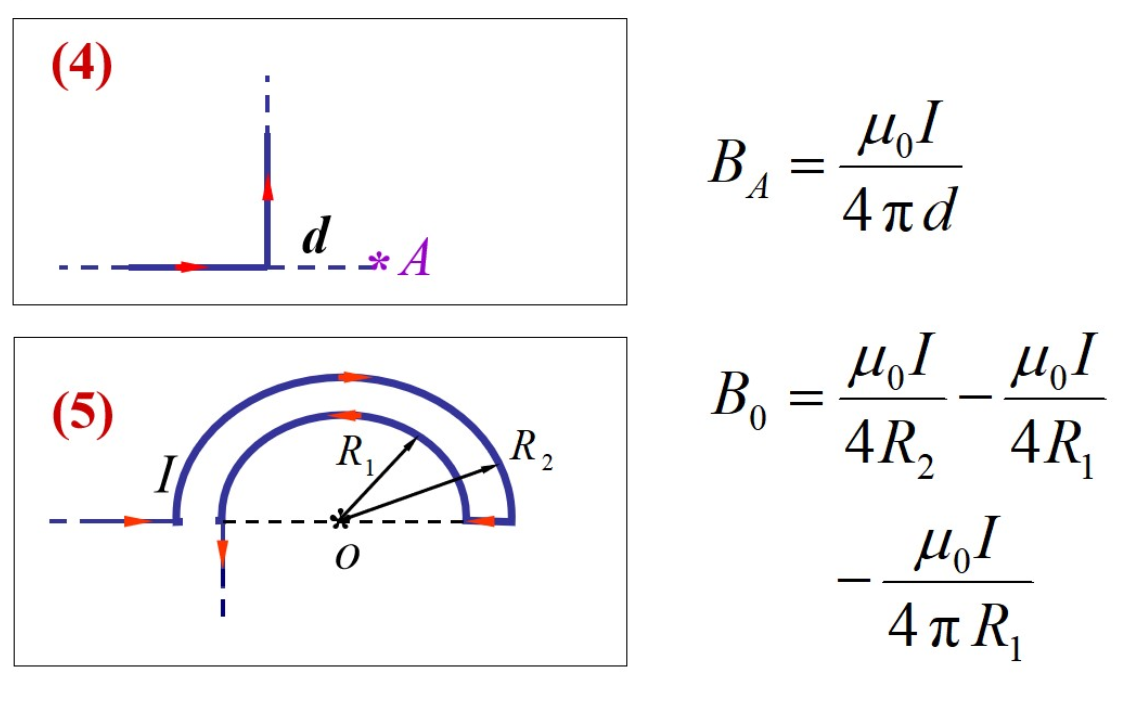 (4)
d
* A
B_A = μ₀I / 4πd
(5)
I
R₁
R₂
*
O
B₀ = μ₀I / 4R₂ − μ₀I / 4R₁
− μ₀I / 4πR₁